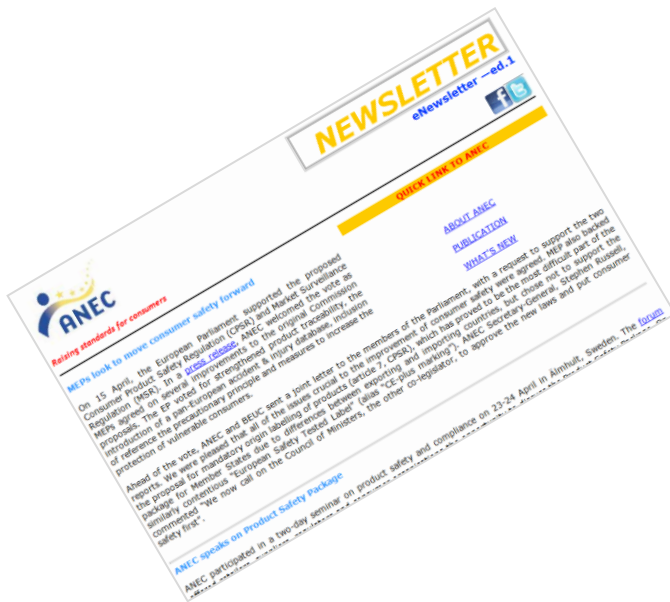 NEWSLETTER
eNewsletter —ed.1
ANEC
Raising standards for consumers
QUICK LINK TO ANEC
ABOUT ANEC
PUBLICATION
WHAT'S NEW
MEPs look to move consumer safety forward
On 15 April, the European Parliament supported the proposed
Consumer Product Safety Regulation (CPSR) and Market Surveillance
Regulation (MSR). In a press release, ANEC welcomed the vote as
MEPs agreed on several improvements to the original Commission
proposals. The EP voted for strengthened product traceability, the
introduction of a pan-European accident & injury database, inclusion
of reference the precautionary principle and measures to increase the
protection of vulnerable consumers.
Ahead of the vote, ANEC and BEUC sent a joint letter to the members of the Parliament, with a request to support the two
reports. We were pleased that all of the issues crucial to the improvement of consumer safety were agreed. MEP also backed
the proposal for mandatory origin labelling of products (article 7, CPSR), which has proved to be the most difficult part of the
package for Member States due to differences between exporting and importing countries, but chose not to support the
similarly contentious "European Safety Tested Label" (alias "CE-plus marking"). ANEC Secretary-General, Stephen Russell,
commented "We now call on the Council of Ministers, the other co-legislator, to approve the new laws and put consumer
safety first".
ANEC speaks on Product Safety Package
ANEC participated in a two-day seminar on product safety and compliance on 23-24 April in Älmhult, Sweden. The forum